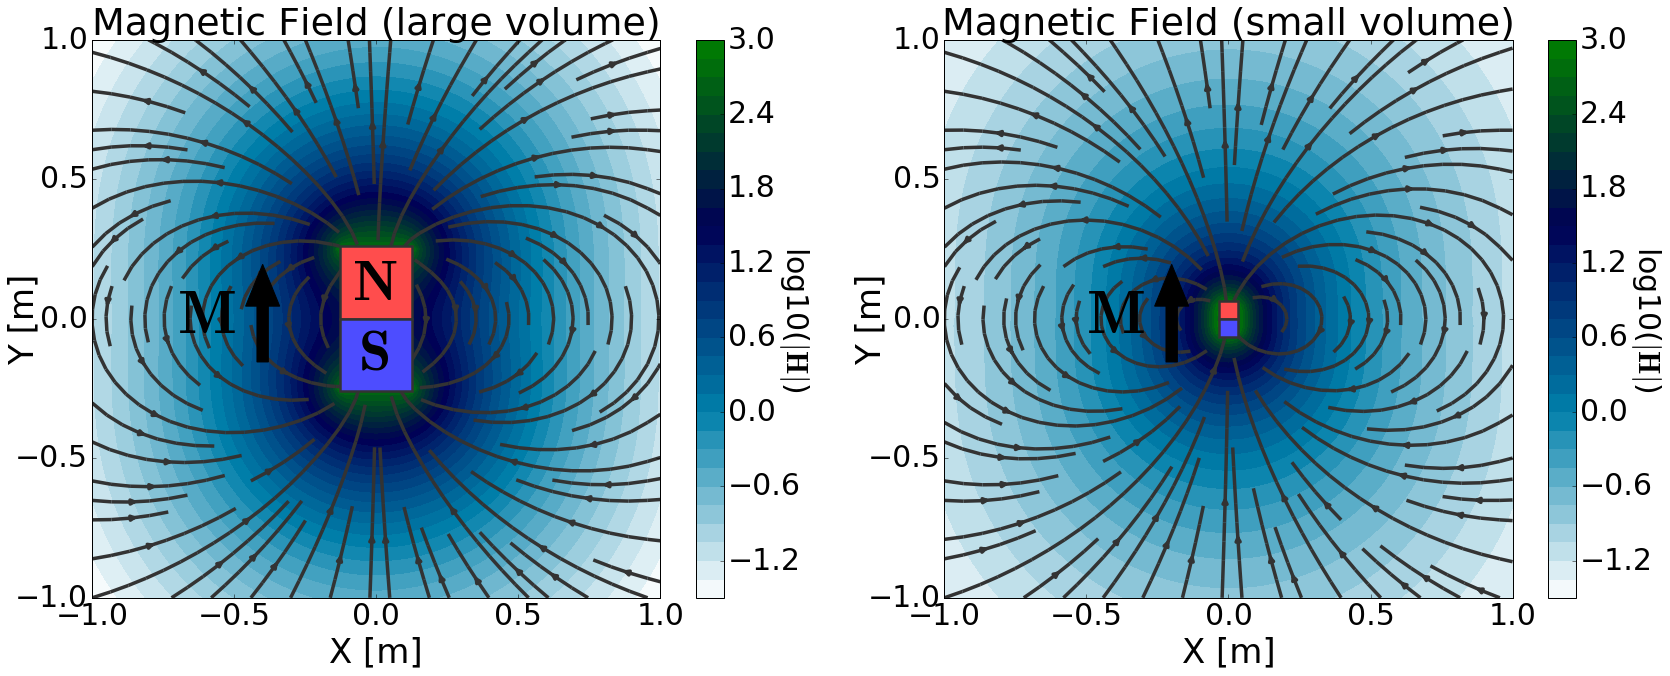 Magnetic Field (large volume)
1.0
0.5
0.0
−0.5
−1.0
Y [m]
M
N
S
−1.0 −0.5 0.0 0.5 1.0
X [m]
3.0
2.4
1.8
1.2
0.6
0.0
−0.6
−1.2
log10(|H|)
Magnetic Field (small volume)
1.0
0.5
0.0
−0.5
−1.0
Y [m]
M
−1.0 −0.5 0.0 0.5 1.0
X [m]
3.0
2.4
1.8
1.2
0.6
0.0
−0.6
−1.2
log10(|H|)